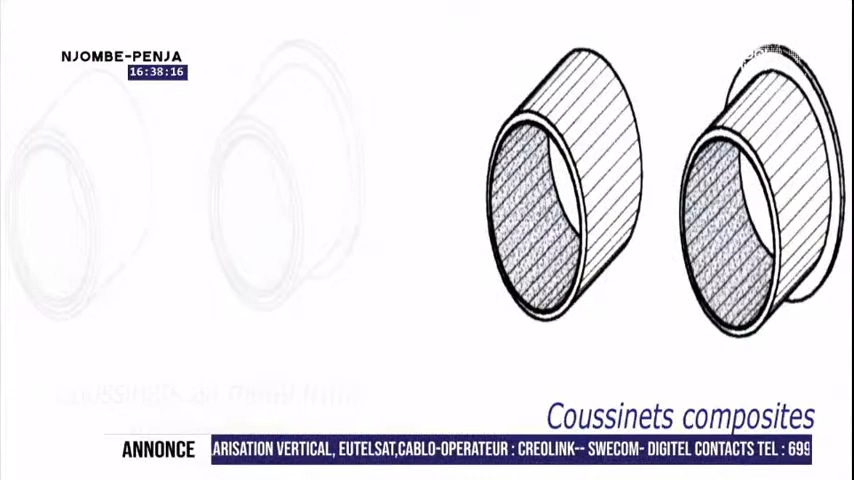 NJOMBE-PENJA
16:38:16
Coussinets composites
ANNONCE
ARISATION VERTICAL, EUTELSAT,CABLO-OPERATEUR : CREOLINK-- SWECOM- DIGITEL CONTACTS TEL : 699